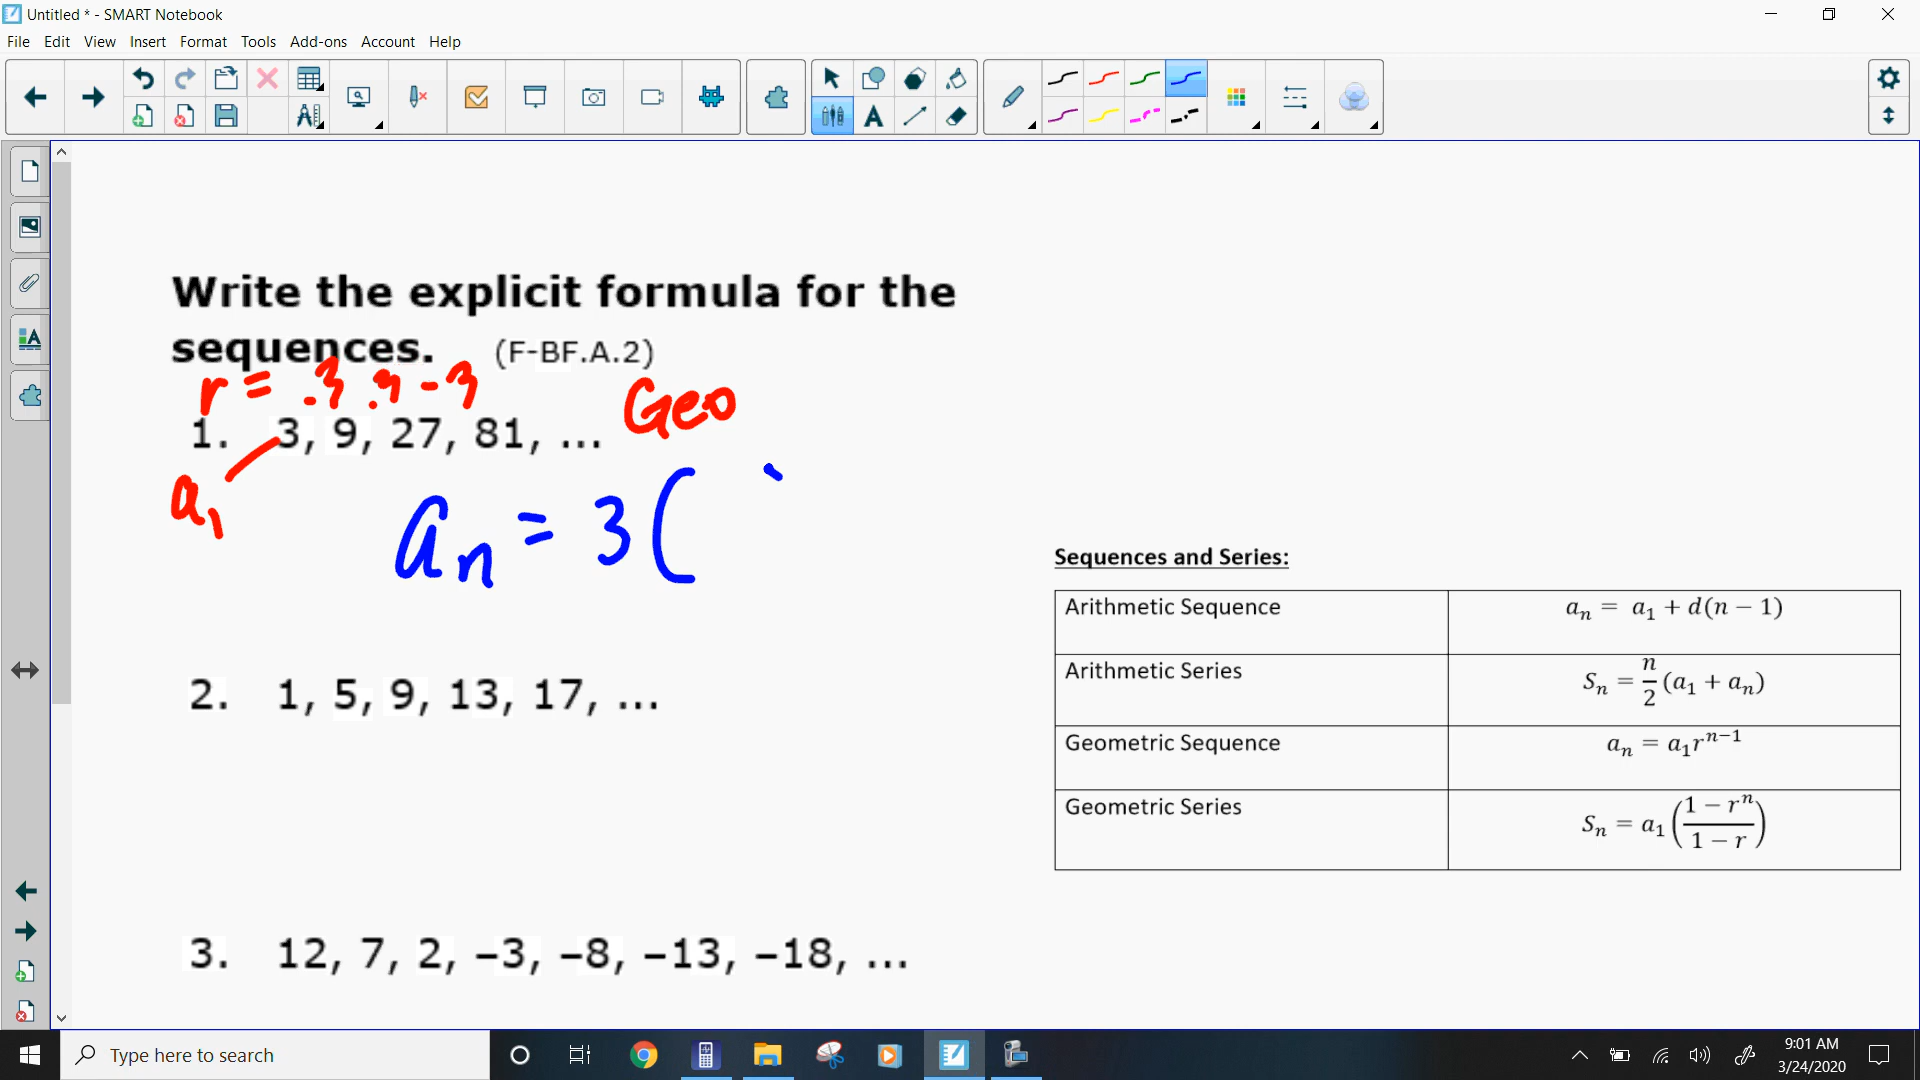 Untitled * - SMART Notebook
File Edit View Insert Format Tools Add-ons Account Help
Write the explicit formula for the
sequences. (F-BF.A.2)
r = ·3 ·3 - 3
Geo
1. 3, 9, 27, 81, ...
a₁
aₙ = 3(
2. 1, 5, 9, 13, 17, ...
3. 12, 7, 2, −3, −8, −13, −18, ...
Sequences and Series:
Arithmetic Sequence aₙ = a₁ + d(n − 1)
Arithmetic Series Sₙ = n/2 (a₁ + aₙ)
Geometric Sequence aₙ = a₁rⁿ⁻¹
Geometric Series Sₙ = a₁((1 − rⁿ)/(1 − r))
Type here to search
9:01 AM
3/24/2020